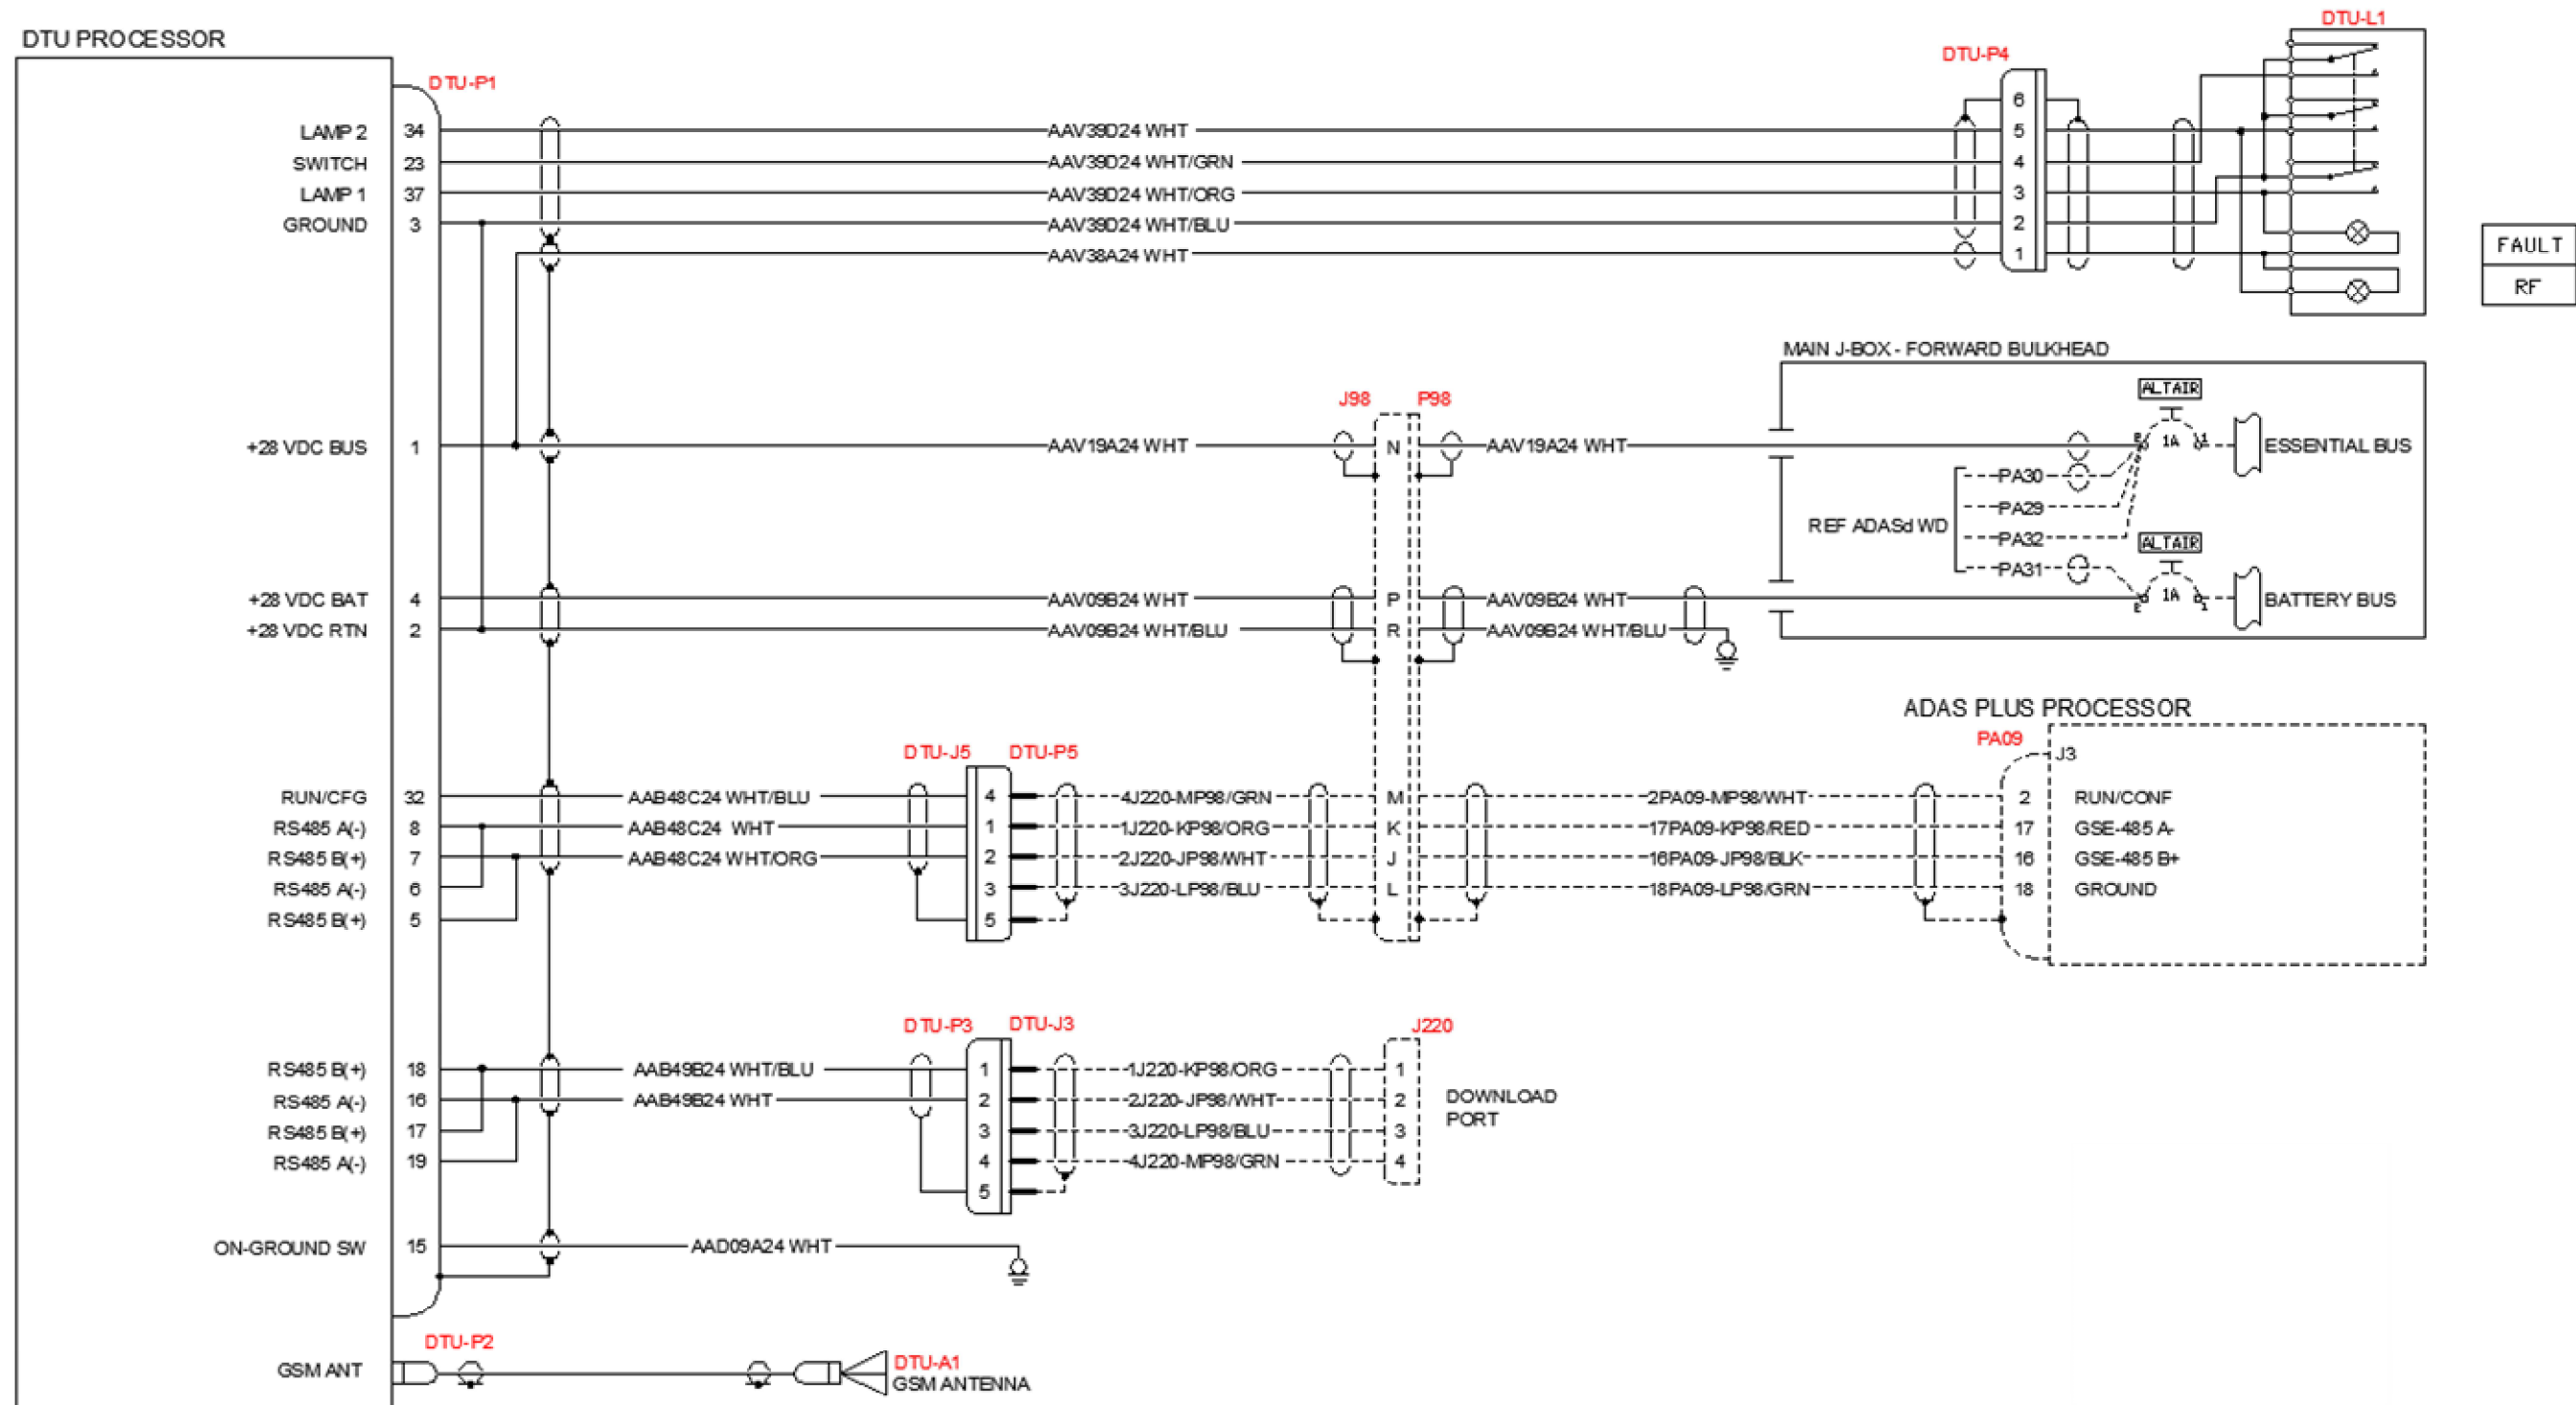 DTU-L1
DTU PROCESSOR
DTU-P4
DTU-P1
6
LAMP 2 34 AAV39D24 WHT 5
SWITCH 23 AAV39D24 WHT/GRN 4
LAMP 1 37 AAV39D24 WHT/ORG 3
GROUND 3 AAV39D24 WHT/BLU 2
AAV38A24 WHT 1
FAULT
RF
MAIN J-BOX - FORWARD BULKHEAD
ALTAIR
J98 P98
+28 VDC BUS 1 AAV19A24 WHT N AAV19A24 WHT 2 1A 1 ESSENTIAL BUS
PA30
PA29
REF ADASd WD
PA32
ALTAIR
PA31
+28 VDC BAT 4 AAV09B24 WHT P AAV09B24 WHT 2 1A 1 BATTERY BUS
+28 VDC RTN 2 AAV09B24 WHT/BLU R AAV09B24 WHT/BLU
ADAS PLUS PROCESSOR
PA09
DTU-J5 DTU-P5 J3
RUN/CFG 32 AAB48C24 WHT/BLU 4 4J220-MP98/GRN M 2PA09-MP98/WHT 2 RUN/CONF
RS485 A(-) 8 AAB48C24 WHT 1 1J220-KP98/ORG K 17PA09-KP98/RED 17 GSE-485 A-
RS485 B(+) 7 AAB48C24 WHT/ORG 2 2J220-JP98/WHT J 16PA09-JP98/BLK 16 GSE-485 B+
RS485 A(-) 6 3 3J220-LP98/BLU L 18PA09-LP98/GRN 18 GROUND
RS485 B(+) 5 5
DTU-P3 DTU-J3 J220
RS485 B(+) 18 AAB49B24 WHT/BLU 1 1J220-KP98/ORG 1
RS485 A(-) 16 AAB49B24 WHT 2 2J220-JP98/WHT 2 DOWNLOAD
PORT
RS485 B(+) 17 3 3J220-LP98/BLU 3
RS485 A(-) 19 4 4J220-MP98/GRN 4
5
ON-GROUND SW 15 AAD09A24 WHT
DTU-P2
DTU-A1
GSM ANT
GSM ANTENNA